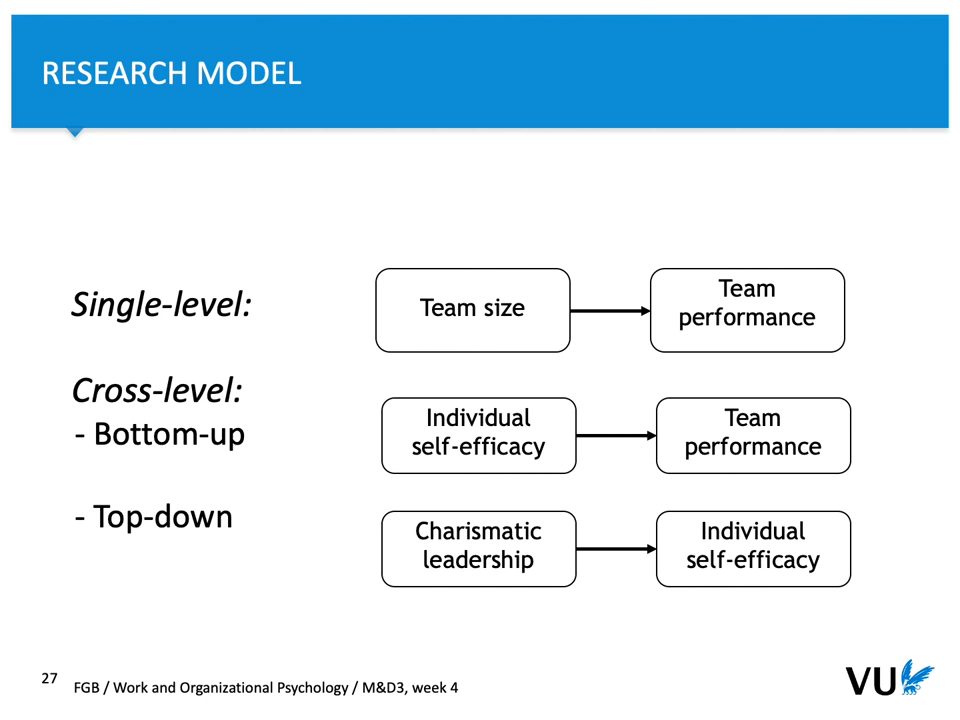 RESEARCH MODEL
Single-level:
Team size
Team
performance
Cross-level:
- Bottom-up
Individual
self-efficacy
Team
performance
- Top-down
Charismatic
leadership
Individual
self-efficacy
27
FGB / Work and Organizational Psychology / M&D3, week 4
VU